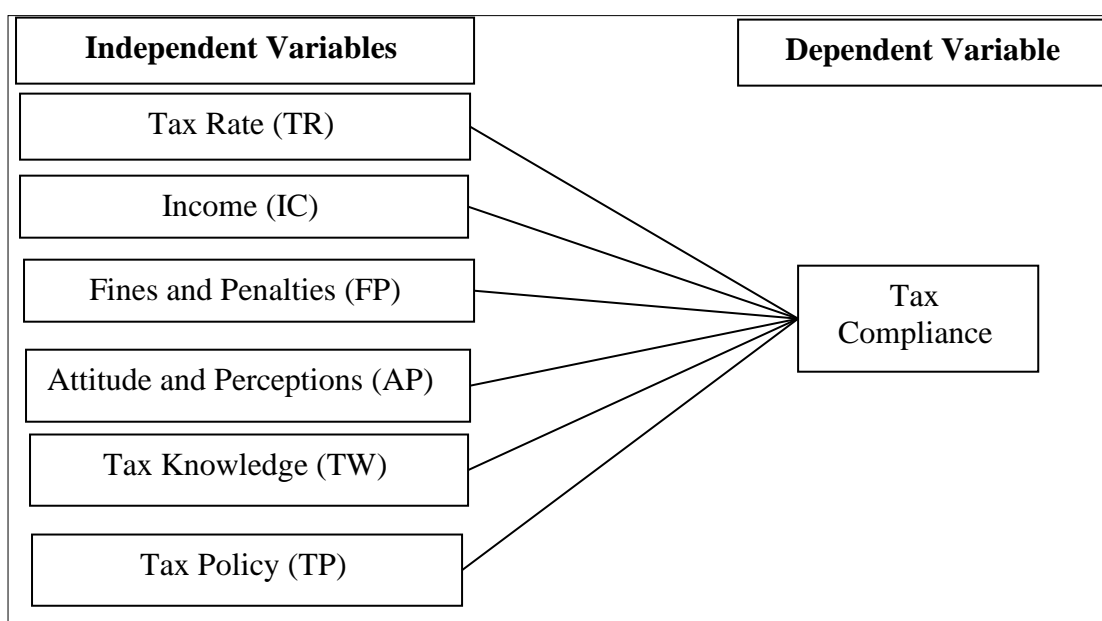 Independent Variables
Dependent Variable
Tax Rate (TR)
Income (IC)
Fines and Penalties (FP)
Attitude and Perceptions (AP)
Tax Knowledge (TW)
Tax Policy (TP)
Tax
Compliance